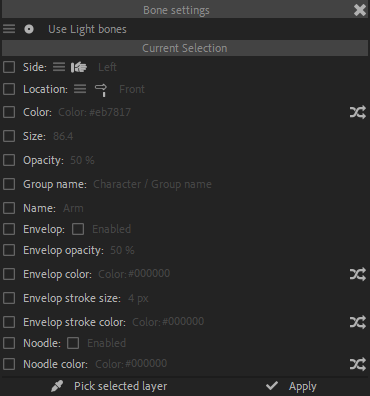 Bone settings
Use Light bones
Current Selection
Side: Left
Location: Front
Color: Color: #eb7817
Size: 86.4
Opacity: 50 %
Group name: Character / Group name
Name: Arm
Envelop: Enabled
Envelop opacity: 50 %
Envelop color: Color: #000000
Envelop stroke size: 4 px
Envelop stroke color: Color: #000000
Noodle: Enabled
Noodle color: Color: #000000
Pick selected layer Apply